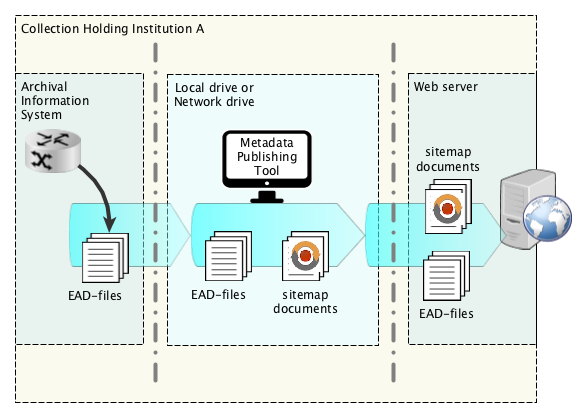 Collection Holding Institution A
Archival
Information
System
EAD-files
Local drive or
Network drive
Metadata
Publishing
Tool
EAD-files
sitemap
documents
Web server
sitemap
documents
EAD-files